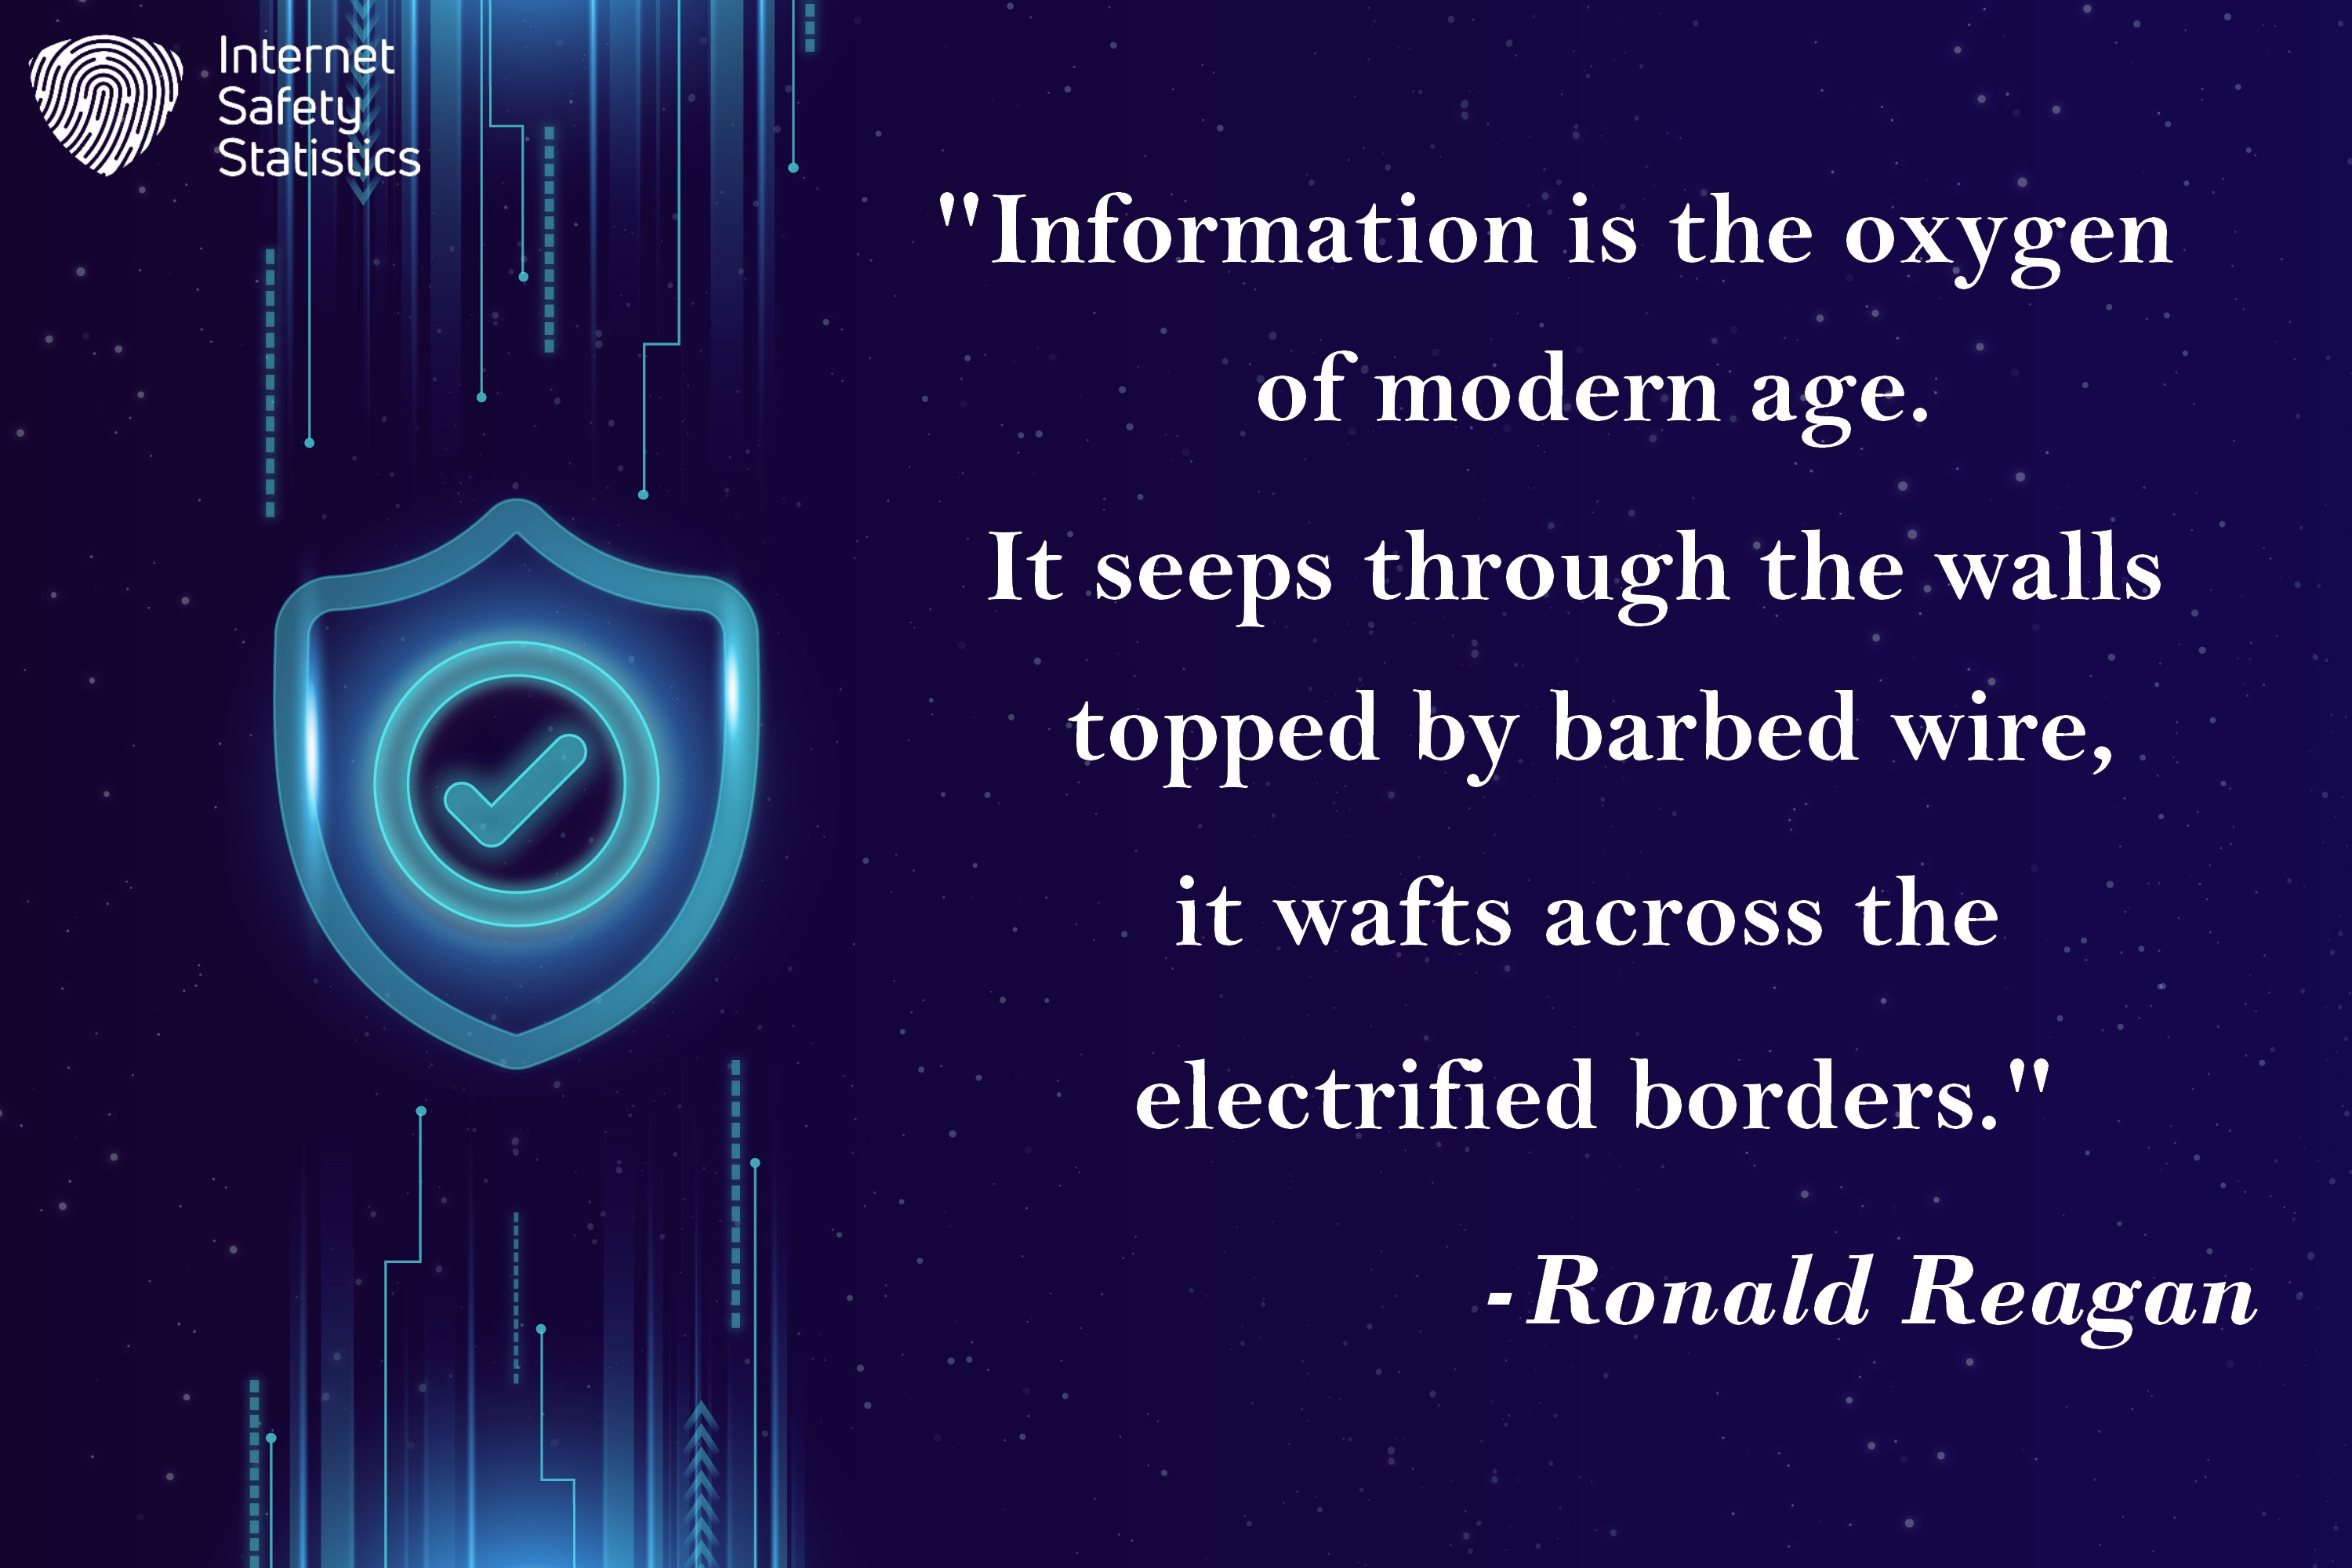 Internet
Safety
Statistics
"Information is the oxygen
of modern age.
It seeps through the walls
topped by barbed wire,
it wafts across the
electrified borders."
-Ronald Reagan